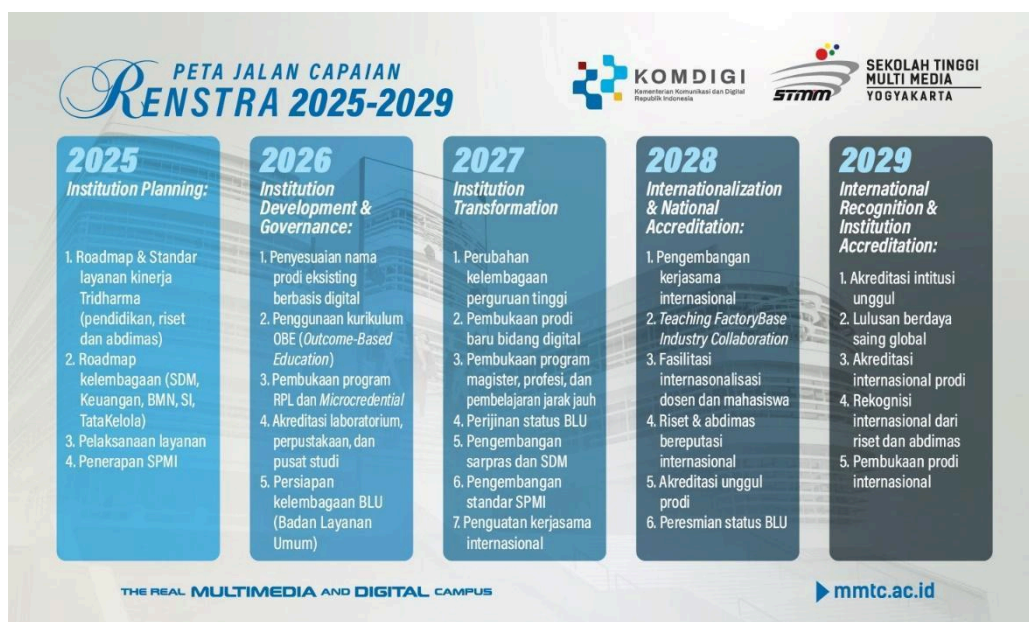 PETA JALAN CAPAIAN
RENSTRA 2025-2029
KOMDIGI
Kementerian Komunikasi dan Digital
Republik Indonesia
STMM
SEKOLAH TINGGI
MULTI MEDIA
YOGYAKARTA
2025
Institution Planning:
1. Roadmap & Standar
layanan kinerja
Tridharma
(pendidikan, riset
dan abdimas)
2. Roadmap
kelembagaan (SDM,
Keuangan, BMN, SI,
TataKelola)
3. Pelaksanaan layanan
4. Penerapan SPMI
2026
Institution
Development &
Governance:
1. Penyesuaian nama
prodi eksisting
berbasis digital
2. Penggunaan kurikulum
OBE (Outcome-Based
Education)
3. Pembukaan program
RPL dan Microcredential
4. Akreditasi laboratorium,
perpustakaan, dan
pusat studi
5. Persiapan
kelembagaan BLU
(Badan Layanan
Umum)
2027
Institution
Transformation
1. Perubahan
kelembagaan
perguruan tinggi
2. Pembukaan prodi
baru bidang digital
3. Pembukaan program
magister, profesi, dan
pembelajaran jarak jauh
4. Perijinan status BLU
5. Pengembangan
sarpras dan SDM
6. Pengembangan
standar SPMI
7. Penguatan kerjasama
internasional
2028
Internationalization
& National
Accreditation:
1. Pengembangan
kerjasama
internasional
2. Teaching FactoryBase
Industry Collaboration
3. Fasilitasi
internasonalisasi
dosen dan mahasiswa
4. Riset & abdimas
bereputasi
internasional
5. Akreditasi unggul
prodi
6. Peresmian status BLU
2029
International
Recognition &
Institution
Accreditation:
1. Akreditasi intitusi
unggul
2. Lulusan berdaya
saing global
3. Akreditasi
internasional prodi
4. Rekognisi
internasional dari
riset dan abdimas
5. Pembukaan prodi
internasional
THE REAL MULTIMEDIA AND DIGITAL CAMPUS
mmtc.ac.id